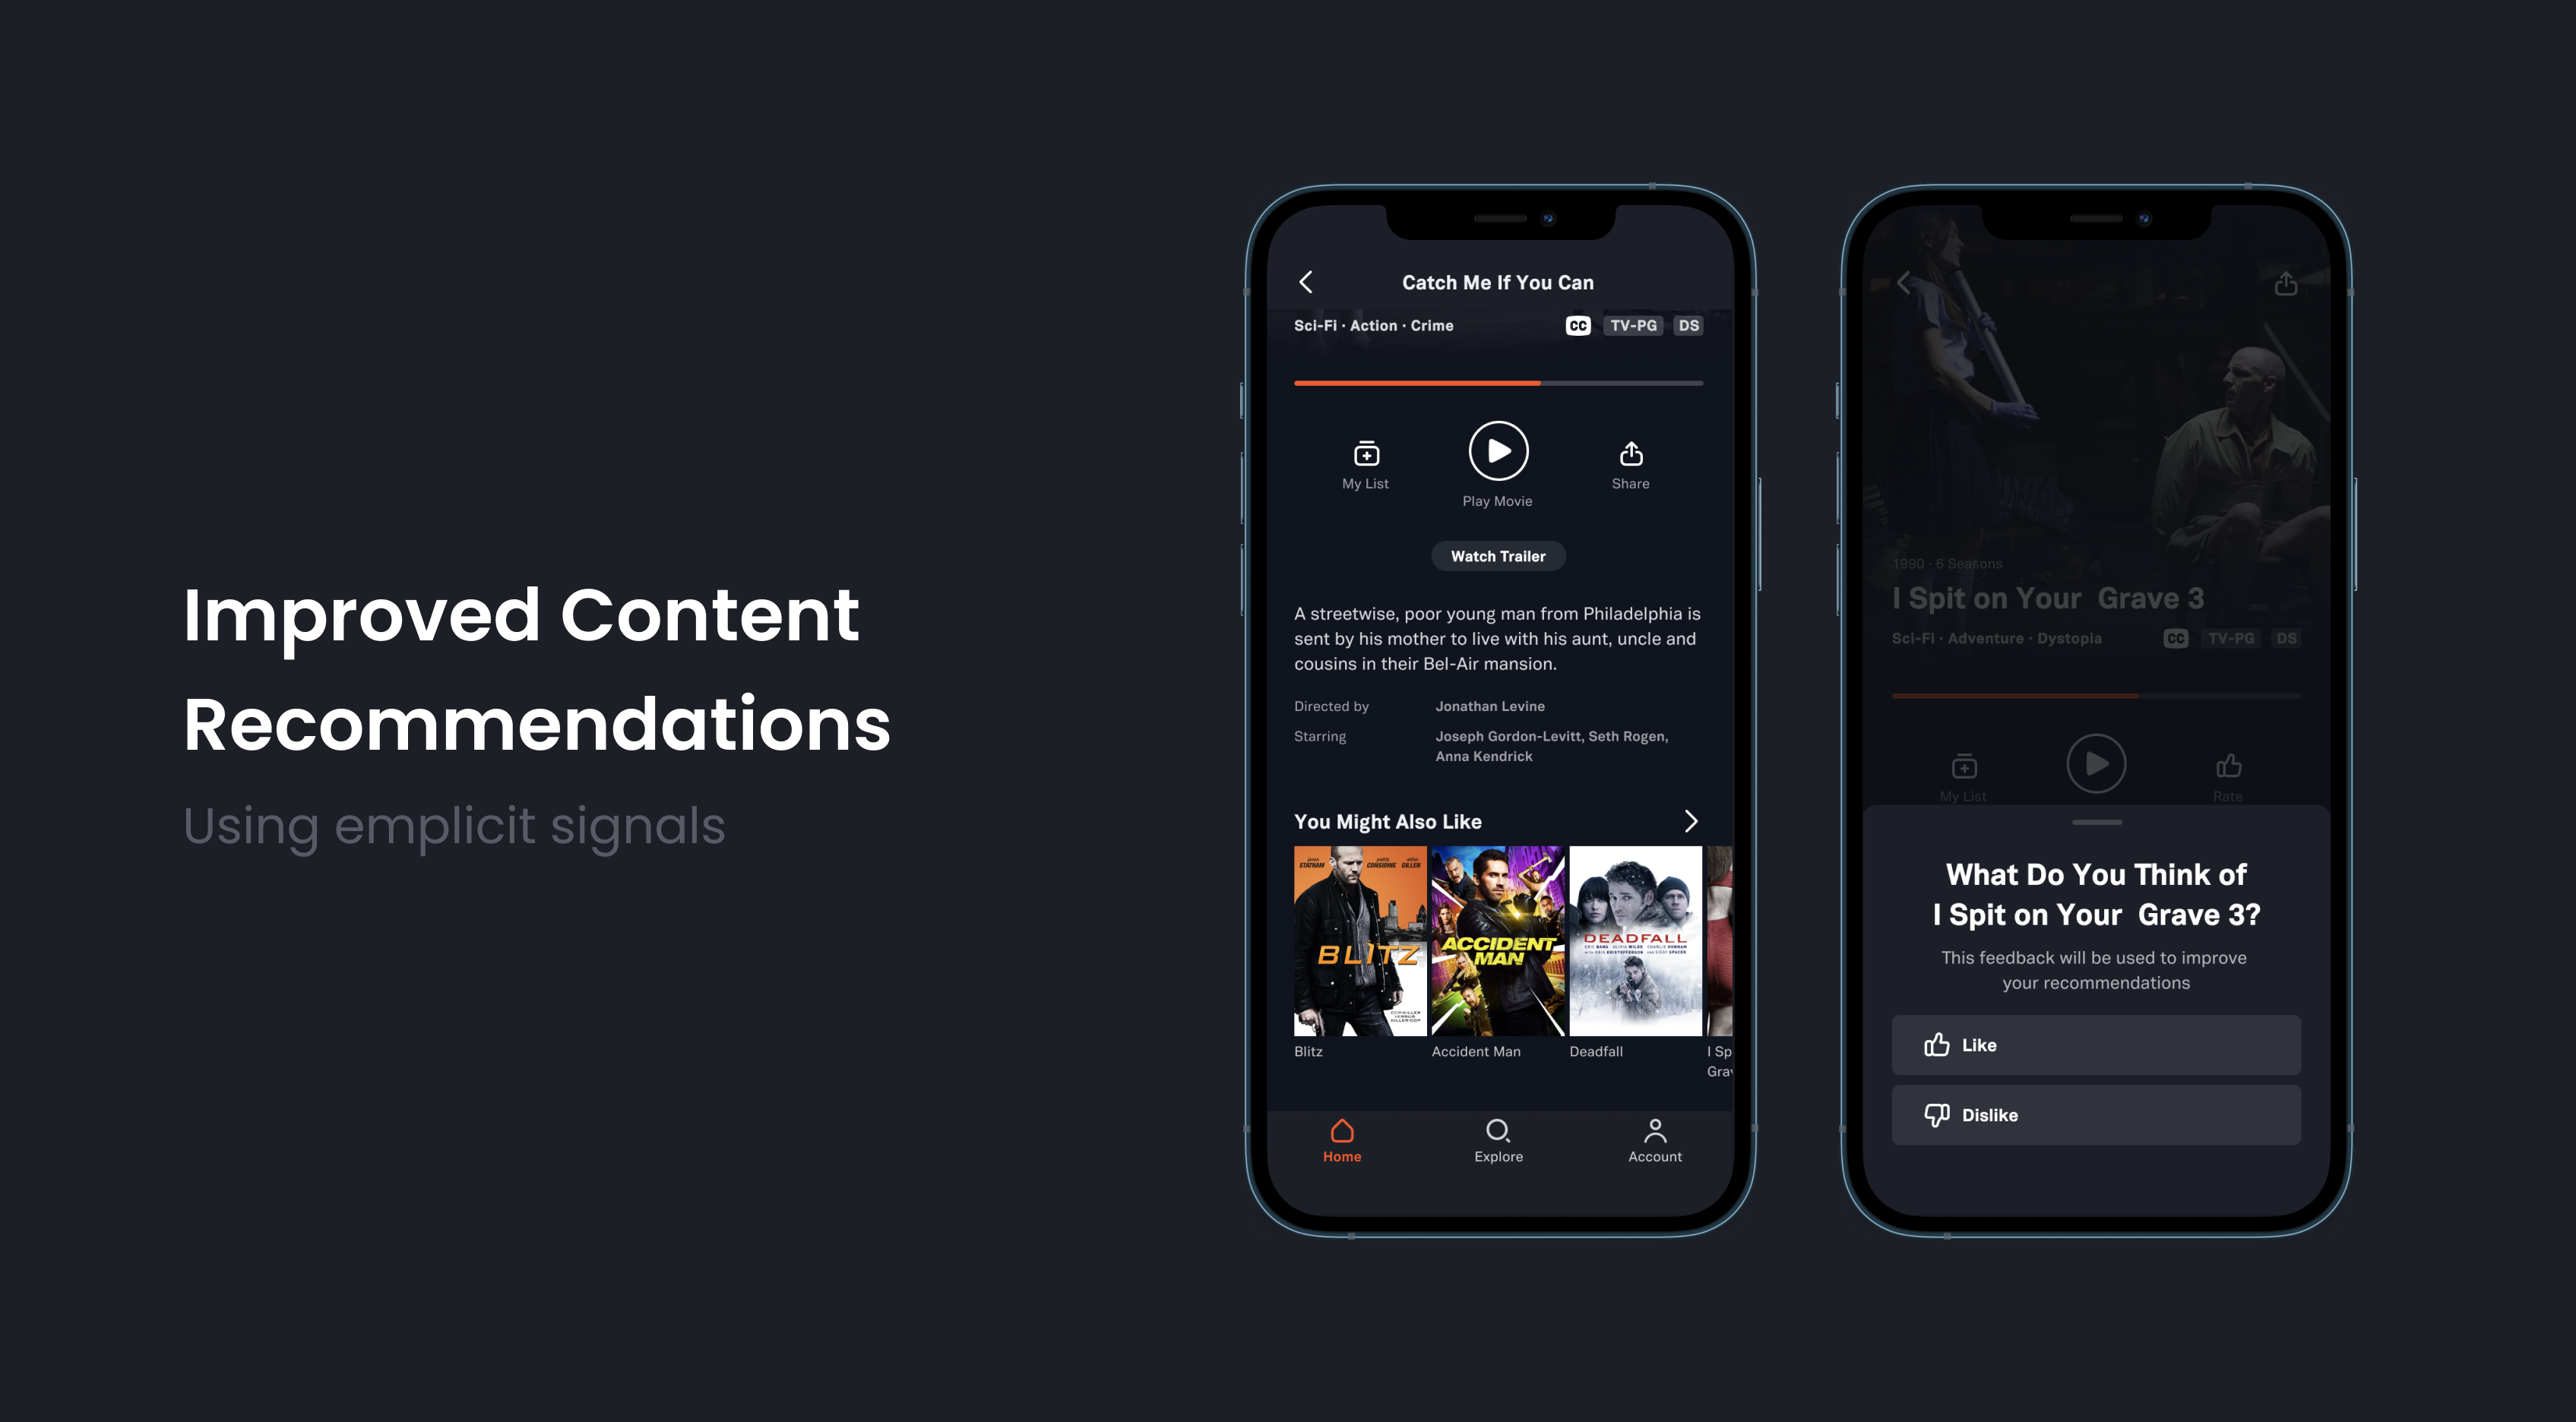 Improved Content
Recommendations
Using emplicit signals
Catch Me If You Can
Sci-Fi · Action · Crime CC TV-PG DS
My List
Play Movie
Share
Watch Trailer
A streetwise, poor young man from Philadelphia is
sent by his mother to live with his aunt, uncle and
cousins in their Bel-Air mansion.
Directed by Jonathan Levine
Starring Joseph Gordon-Levitt, Seth Rogen,
Anna Kendrick
You Might Also Like
STATHAM CONSIDINE GILLEN
BLITZ
ACCIDENT
MAN
DEADFALL
Blitz
Accident Man
Deadfall
I Sp
Grav
Home
Explore
Account
1990 · 6 Seasons
I Spit on Your  Grave 3
Sci-Fi · Adventure · Dystopia CC TV-PG DS
My List
Rate
What Do You Think of
I Spit on Your  Grave 3?
This feedback will be used to improve
your recommendations
Like
Dislike